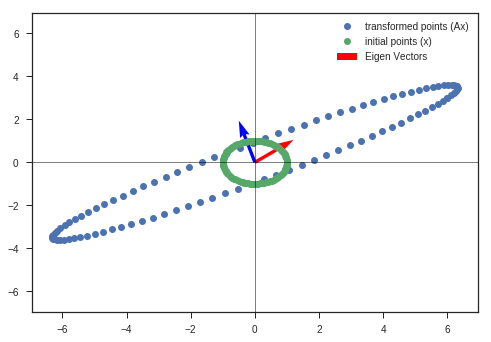 transformed points (Ax)
initial points (x)
Eigen Vectors
6
4
2
0
−2
−4
−6
−6 −4 −2 0 2 4 6